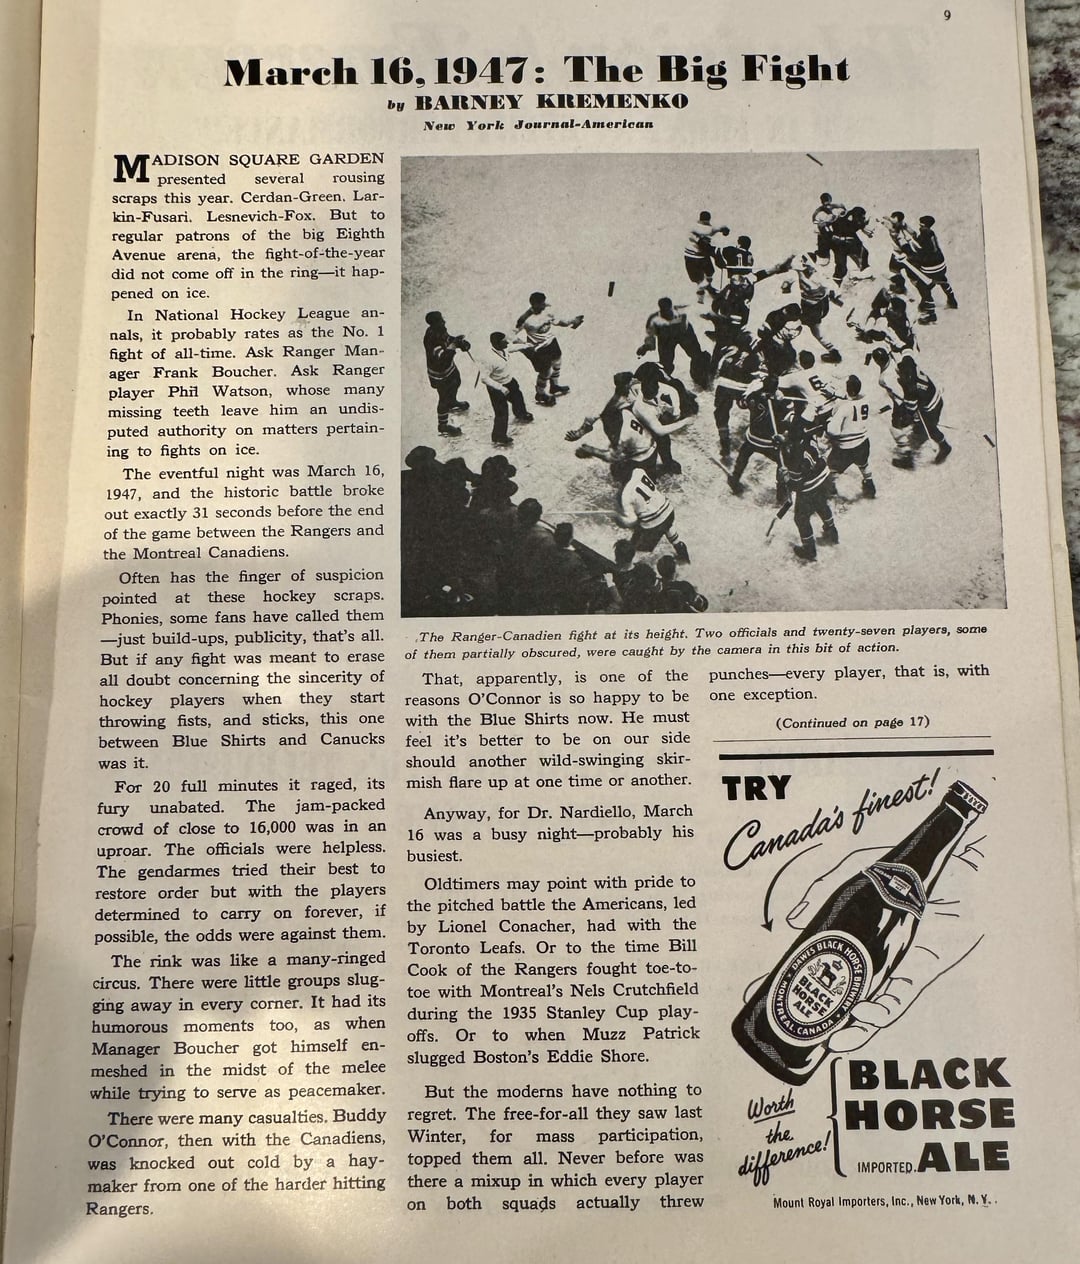 9
March 16, 1947: The Big Fight
by BARNEY KREMENKO
New York Journal-American
MADISON SQUARE GARDEN
presented several rousing
scraps this year. Cerdan-Green. Lar-
kin-Fusari. Lesnevich-Fox. But to
regular patrons of the big Eighth
Avenue arena, the fight-of-the-year
did not come off in the ring—it hap-
pened on ice.
In National Hockey League an-
nals, it probably rates as the No. 1
fight of all-time. Ask Ranger Man-
ager Frank Boucher. Ask Ranger
player Phil Watson, whose many
missing teeth leave him an undis-
puted authority on matters pertain-
ing to fights on ice.
The eventful night was March 16,
1947, and the historic battle broke
out exactly 31 seconds before the end
of the game between the Rangers and
the Montreal Canadiens.
Often has the finger of suspicion
pointed at these hockey scraps.
Phonies, some fans have called them
—just build-ups, publicity, that's all.
But if any fight was meant to erase
all doubt concerning the sincerity of
hockey players when they start
throwing fists, and sticks, this one
between Blue Shirts and Canucks
was it.
For 20 full minutes it raged, its
fury unabated. The jam-packed
crowd of close to 16,000 was in an
uproar. The officials were helpless.
The gendarmes tried their best to
restore order but with the players
determined to carry on forever, if
possible, the odds were against them.
The rink was like a many-ringed
circus. There were little groups slug-
ging away in every corner. It had its
humorous moments too, as when
Manager Boucher got himself en-
meshed in the midst of the melee
while trying to serve as peacemaker.
There were many casualties. Buddy
O'Connor, then with the Canadiens,
was knocked out cold by a hay-
maker from one of the harder hitting
Rangers.
9
18
6
19
The Ranger-Canadien fight at its height. Two officials and twenty-seven players, some
of them partially obscured, were caught by the camera in this bit of action.
That, apparently, is one of the
reasons O'Connor is so happy to be
with the Blue Shirts now. He must
feel it's better to be on our side
should another wild-swinging skir-
mish flare up at one time or another.
Anyway, for Dr. Nardiello, March
16 was a busy night—probably his
busiest.
Oldtimers may point with pride to
the pitched battle the Americans, led
by Lionel Conacher, had with the
Toronto Leafs. Or to the time Bill
Cook of the Rangers fought toe-to-
toe with Montreal's Nels Crutchfield
during the 1935 Stanley Cup play-
offs. Or to when Muzz Patrick
slugged Boston's Eddie Shore.
But the moderns have nothing to
regret. The free-for-all they saw last
Winter, for mass participation,
topped them all. Never before was
there a mixup in which every player
on both squads actually threw
punches—every player, that is, with
one exception.
(Continued on page 17)
TRY
Canada's finest!
DAWES BLACK HORSE BREWERY
BLACK
HORSE
ALE
MONTREAL, CANADA
Worth
the
difference!
BLACK
HORSE
IMPORTED. ALE
Mount Royal Importers, Inc., New York, N. Y.